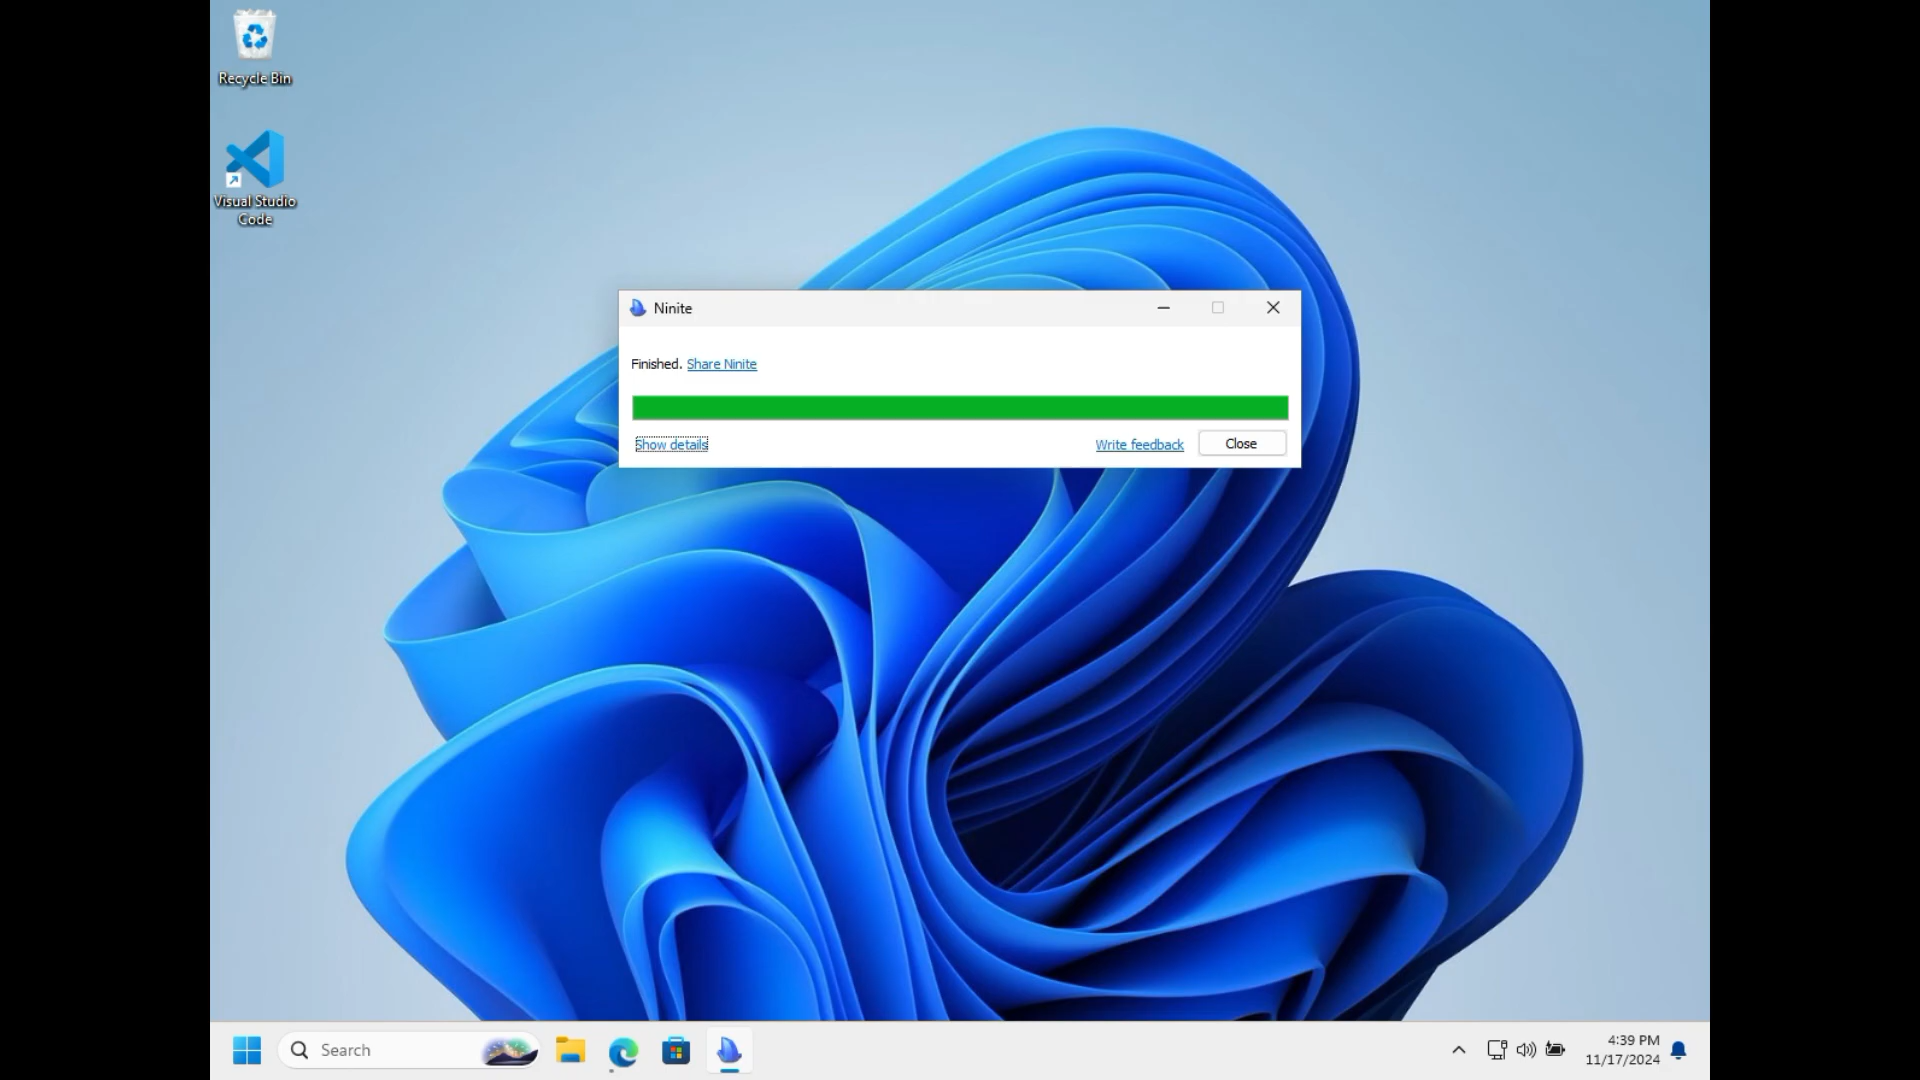 Recycle Bin
Visual Studio
Code
Ninite
Finished. Share Ninite
Show details
Write feedback
Close
Search
4:39 PM
11/17/2024